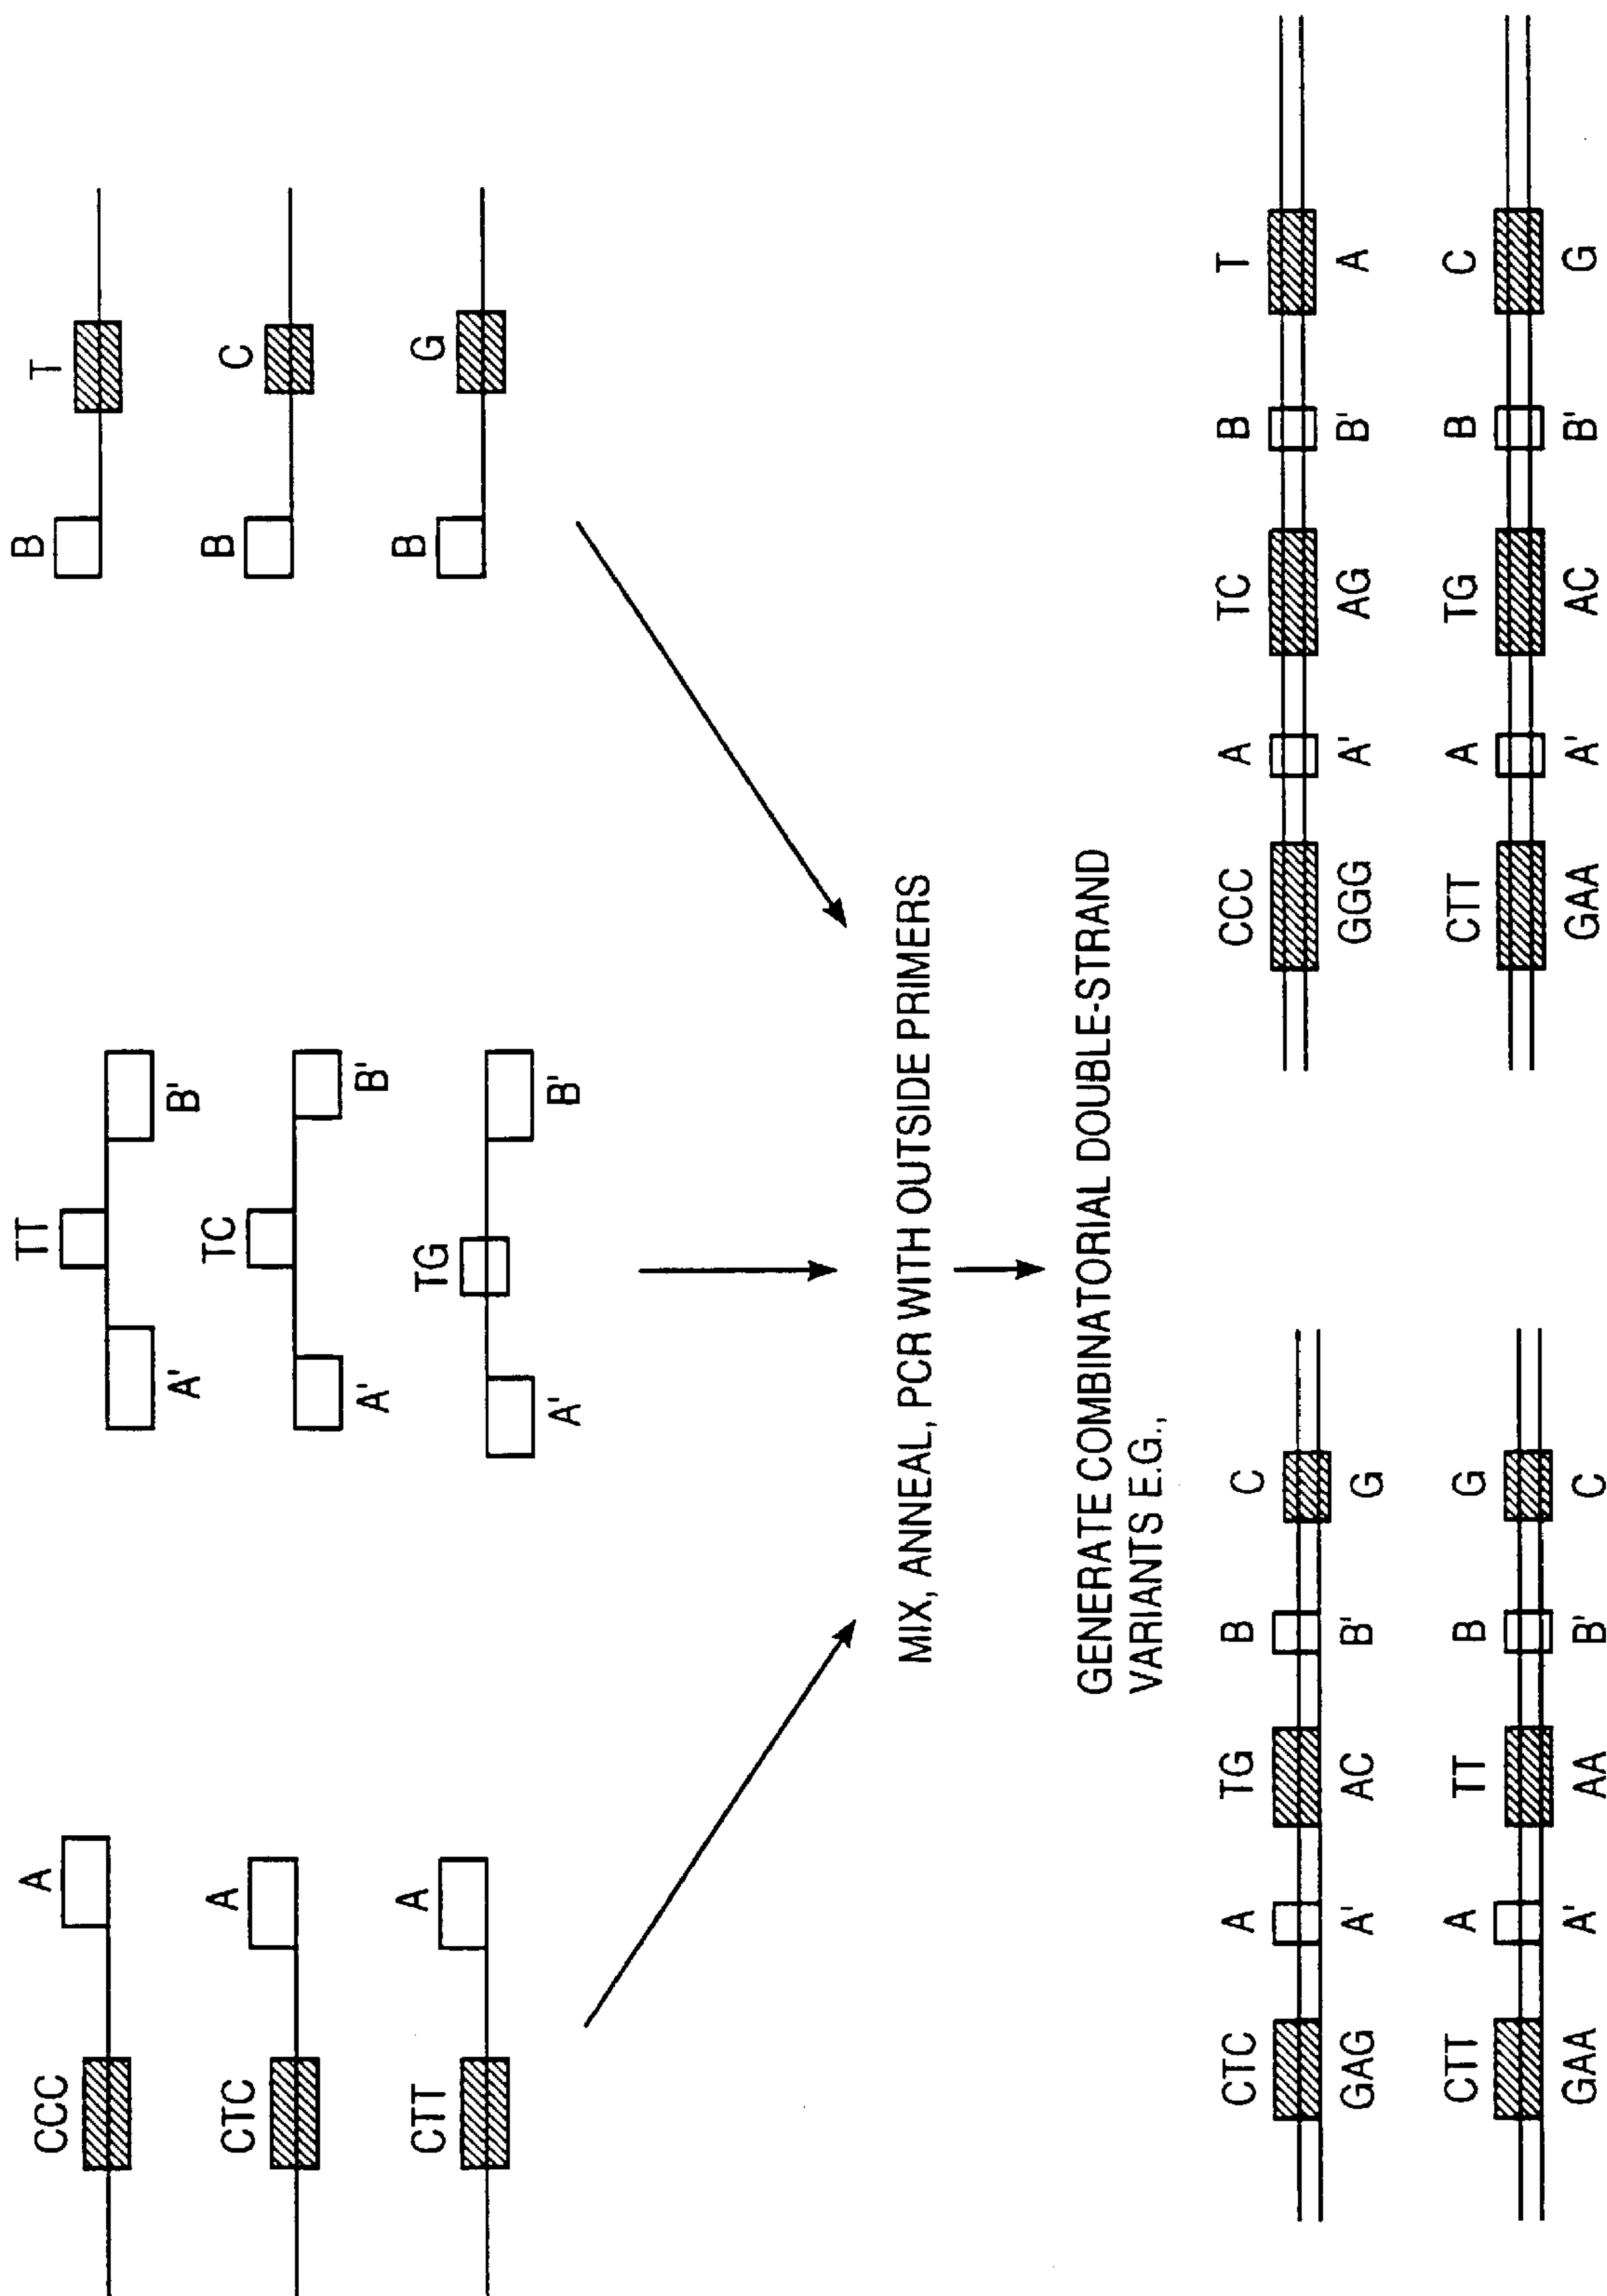 CCC A
CTC A
CTT A
TT
A' B'
TC
A' B'
TG
A' B'
B T
B C
B G
MIX, ANNEAL, PCR WITH OUTSIDE PRIMERS
GENERATE COMBINATORIAL DOUBLE-STRAND
VARIANTS E.G.,
CTC A TG B C
GAG A' AC B' G
CTT A TT B G
GAA A' AA B' C
CCC A TC B T
GGG A' AG B' A
CTT A TG B C
GAA A' AC B' G